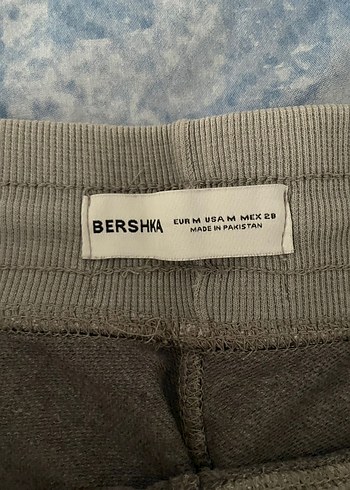 BERSHKA
EUR M USA M MEX 28
MADE IN PAKISTAN